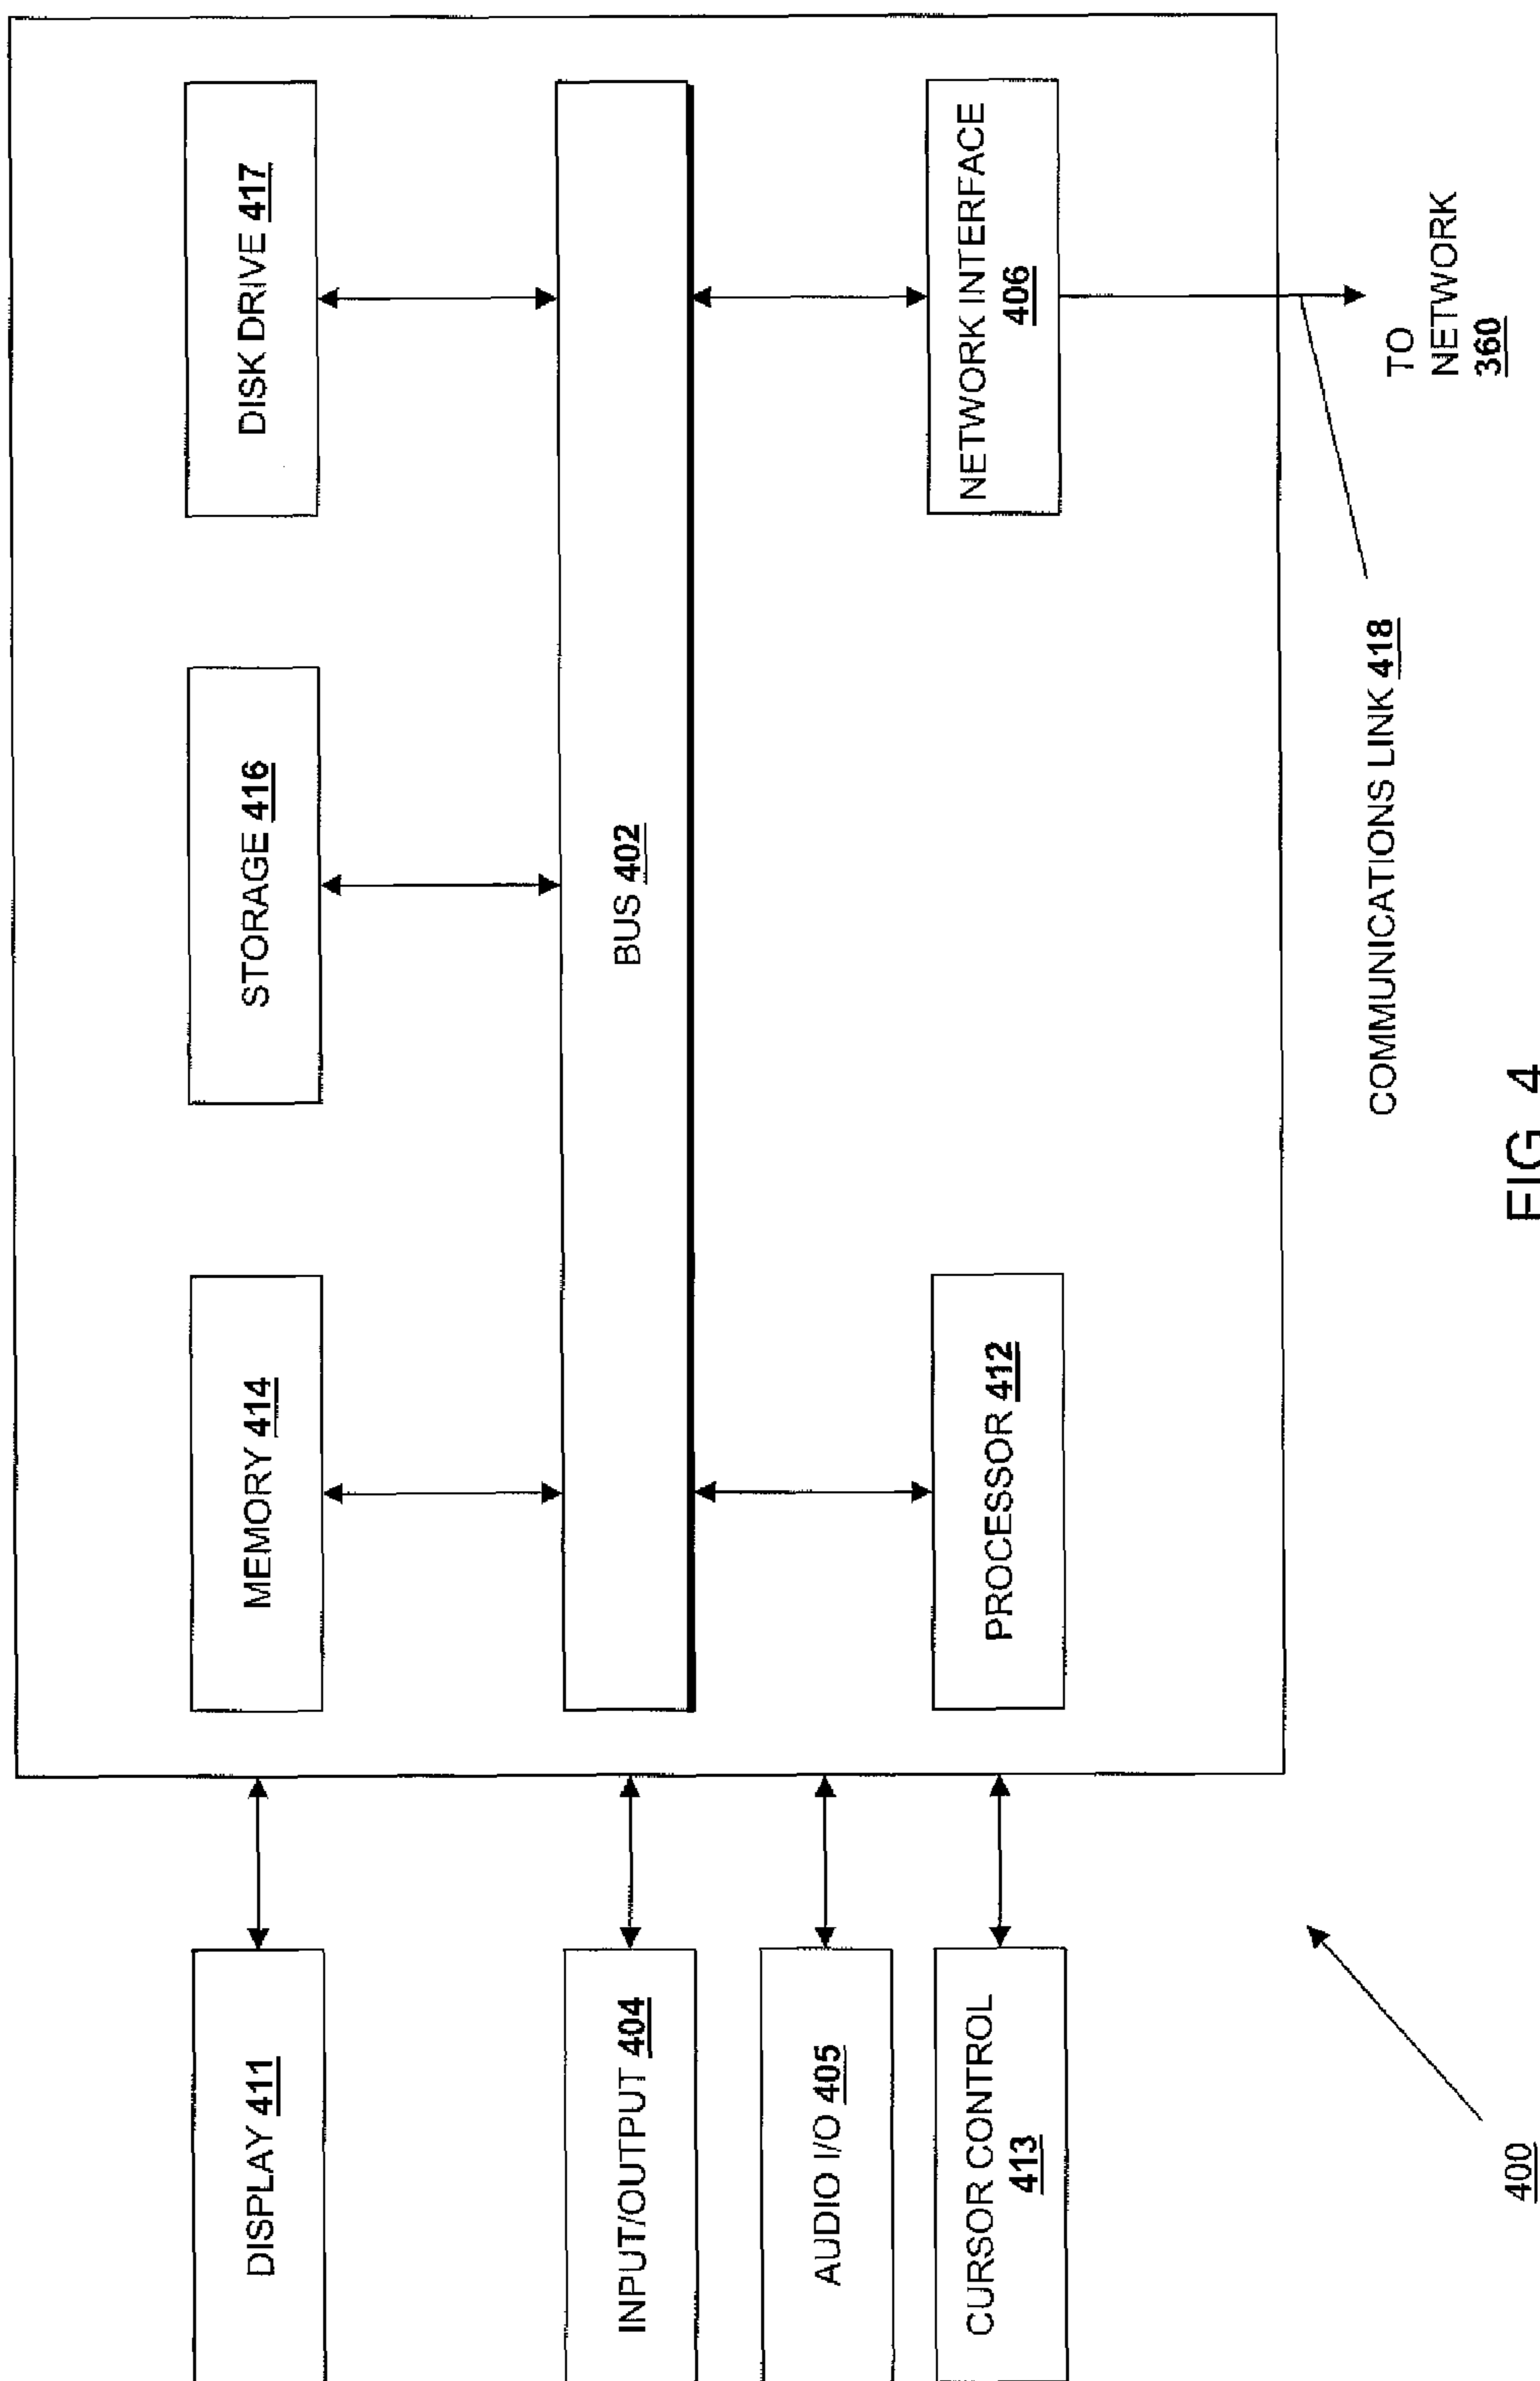 DISPLAY 411
MEMORY 414
STORAGE 416
DISK DRIVE 417
INPUT/OUTPUT 404
BUS 402
AUDIO I/O 405
CURSOR CONTROL
413
PROCESSOR 412
NETWORK INTERFACE
406
COMMUNICATIONS LINK 418
TO
NETWORK
360
400
FIG. 4